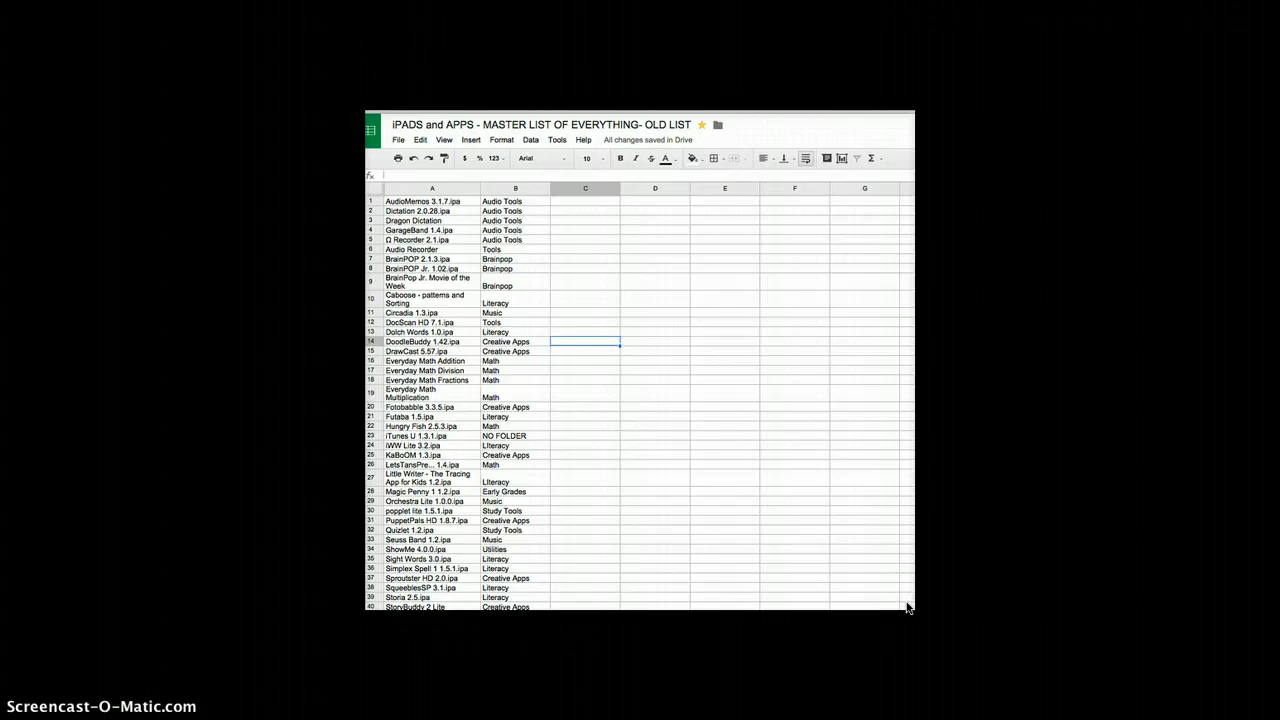 iPADS and APPS - MASTER LIST OF EVERYTHING- OLD LIST
File Edit View Insert Format Data Tools Help All changes saved in Drive
$ % 123 Arial 10 B I S A Σ
fx
A B C D E F G
1 AudioMemos 3.1.7.ipa Audio Tools
2 Dictation 2.0.28.ipa Audio Tools
3 Dragon Dictation Audio Tools
4 GarageBand 1.4.ipa Audio Tools
5 Ω Recorder 2.1.ipa Audio Tools
6 Audio Recorder Tools
7 BrainPOP 2.1.3.ipa Brainpop
8 BrainPOP Jr. 1.02.ipa Brainpop
BrainPop Jr. Movie of the
9 Week Brainpop
Caboose - patterns and
10 Sorting Literacy
11 Circadia 1.3.ipa Music
12 DocScan HD 7.1.ipa Tools
13 Dolch Words 1.0.ipa Literacy
14 DoodleBuddy 1.42.ipa Creative Apps
15 DrawCast 5.57.ipa Creative Apps
16 Everyday Math Addition Math
17 Everyday Math Division Math
18 Everyday Math Fractions Math
Everyday Math
19 Multiplication Math
20 Fotobabble 3.3.5.ipa Creative Apps
21 Futaba 1.5.ipa Literacy
22 Hungry Fish 2.5.3.ipa Math
23 iTunes U 1.3.1.ipa NO FOLDER
24 iWW Lite 3.2.ipa LIteracy
25 KaBoOM 1.3.ipa Creative Apps
26 LetsTansPre... 1.4.ipa Math
Little Writer - The Tracing
27 App for Kids 1.2.ipa LIteracy
28 Magic Penny 1 1.2.ipa Early Grades
29 Orchestra Lite 1.0.0.ipa Music
30 popplet lite 1.5.1.ipa Study Tools
31 PuppetPals HD 1.8.7.ipa Creative Apps
32 Quizlet 1.2.ipa Study Tools
33 Seuss Band 1.2.ipa Music
34 ShowMe 4.0.0.ipa Utilities
35 Sight Words 3.0.ipa Literacy
36 Simplex Spell 1 1.5.1.ipa Literacy
37 Sproutster HD 2.0.ipa Creative Apps
38 SqueeblesSP 3.1.ipa Literacy
39 Storia 2.5.ipa Literacy
40 StoryBuddy 2 Lite Creative Apps
Screencast-O-Matic.com